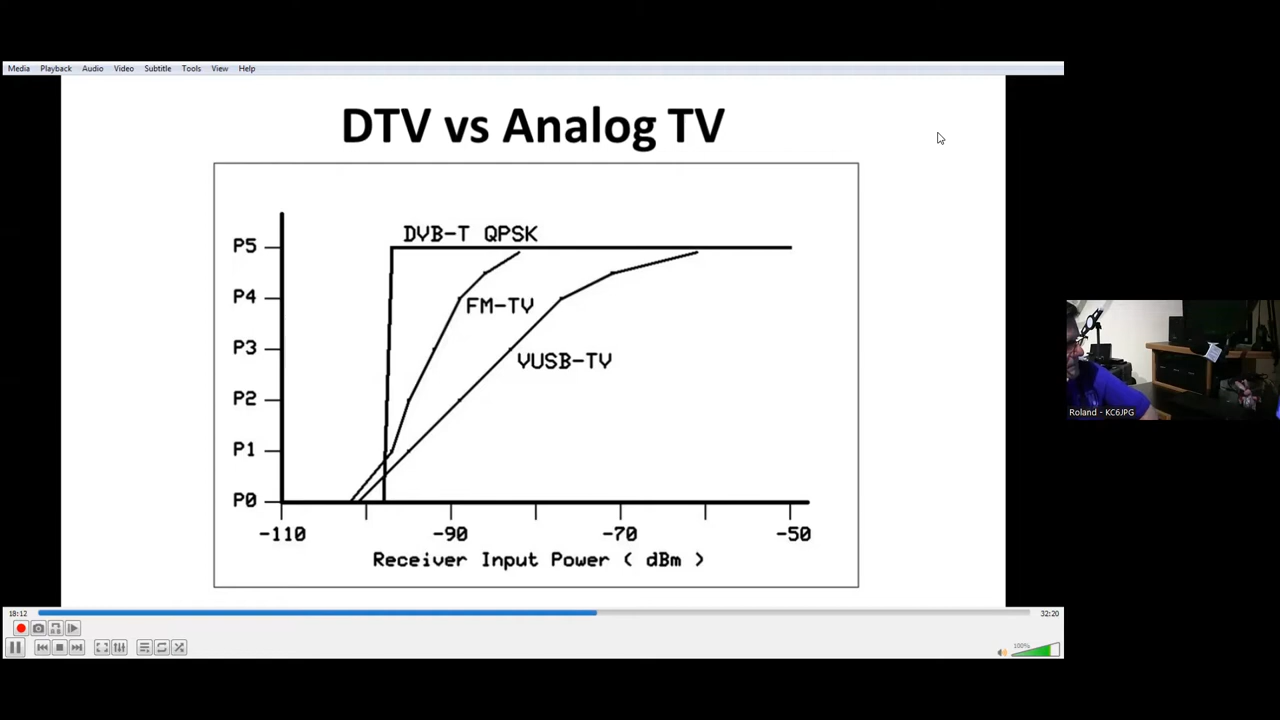 Media Playback Audio Video Subtitle Tools View Help
DTV vs Analog TV
DVB-T QPSK
P5
P4
FM-TV
P3
VUSB-TV
P2
P1
P0
-110 -90 -70 -50
Receiver Input Power ( dBm )
Roland - KC6JPG
18:12 32:20
100%